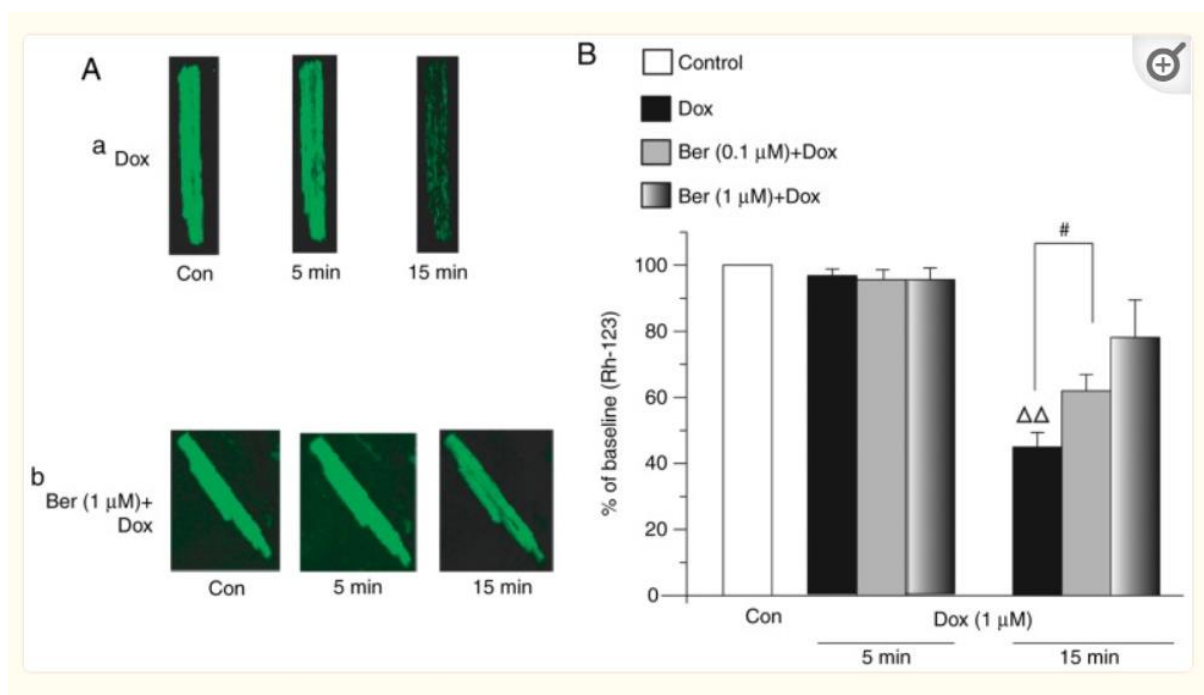 A
a
Dox
Con
5 min
15 min
b
Ber (1 μM)+
Dox
Con
5 min
15 min
B
Control
Dox
Ber (0.1 μM)+Dox
Ber (1 μM)+Dox
% of baseline (Rh-123)
100
80
60
40
20
0
#
ΔΔ
Con
Dox (1 μM)
5 min
15 min